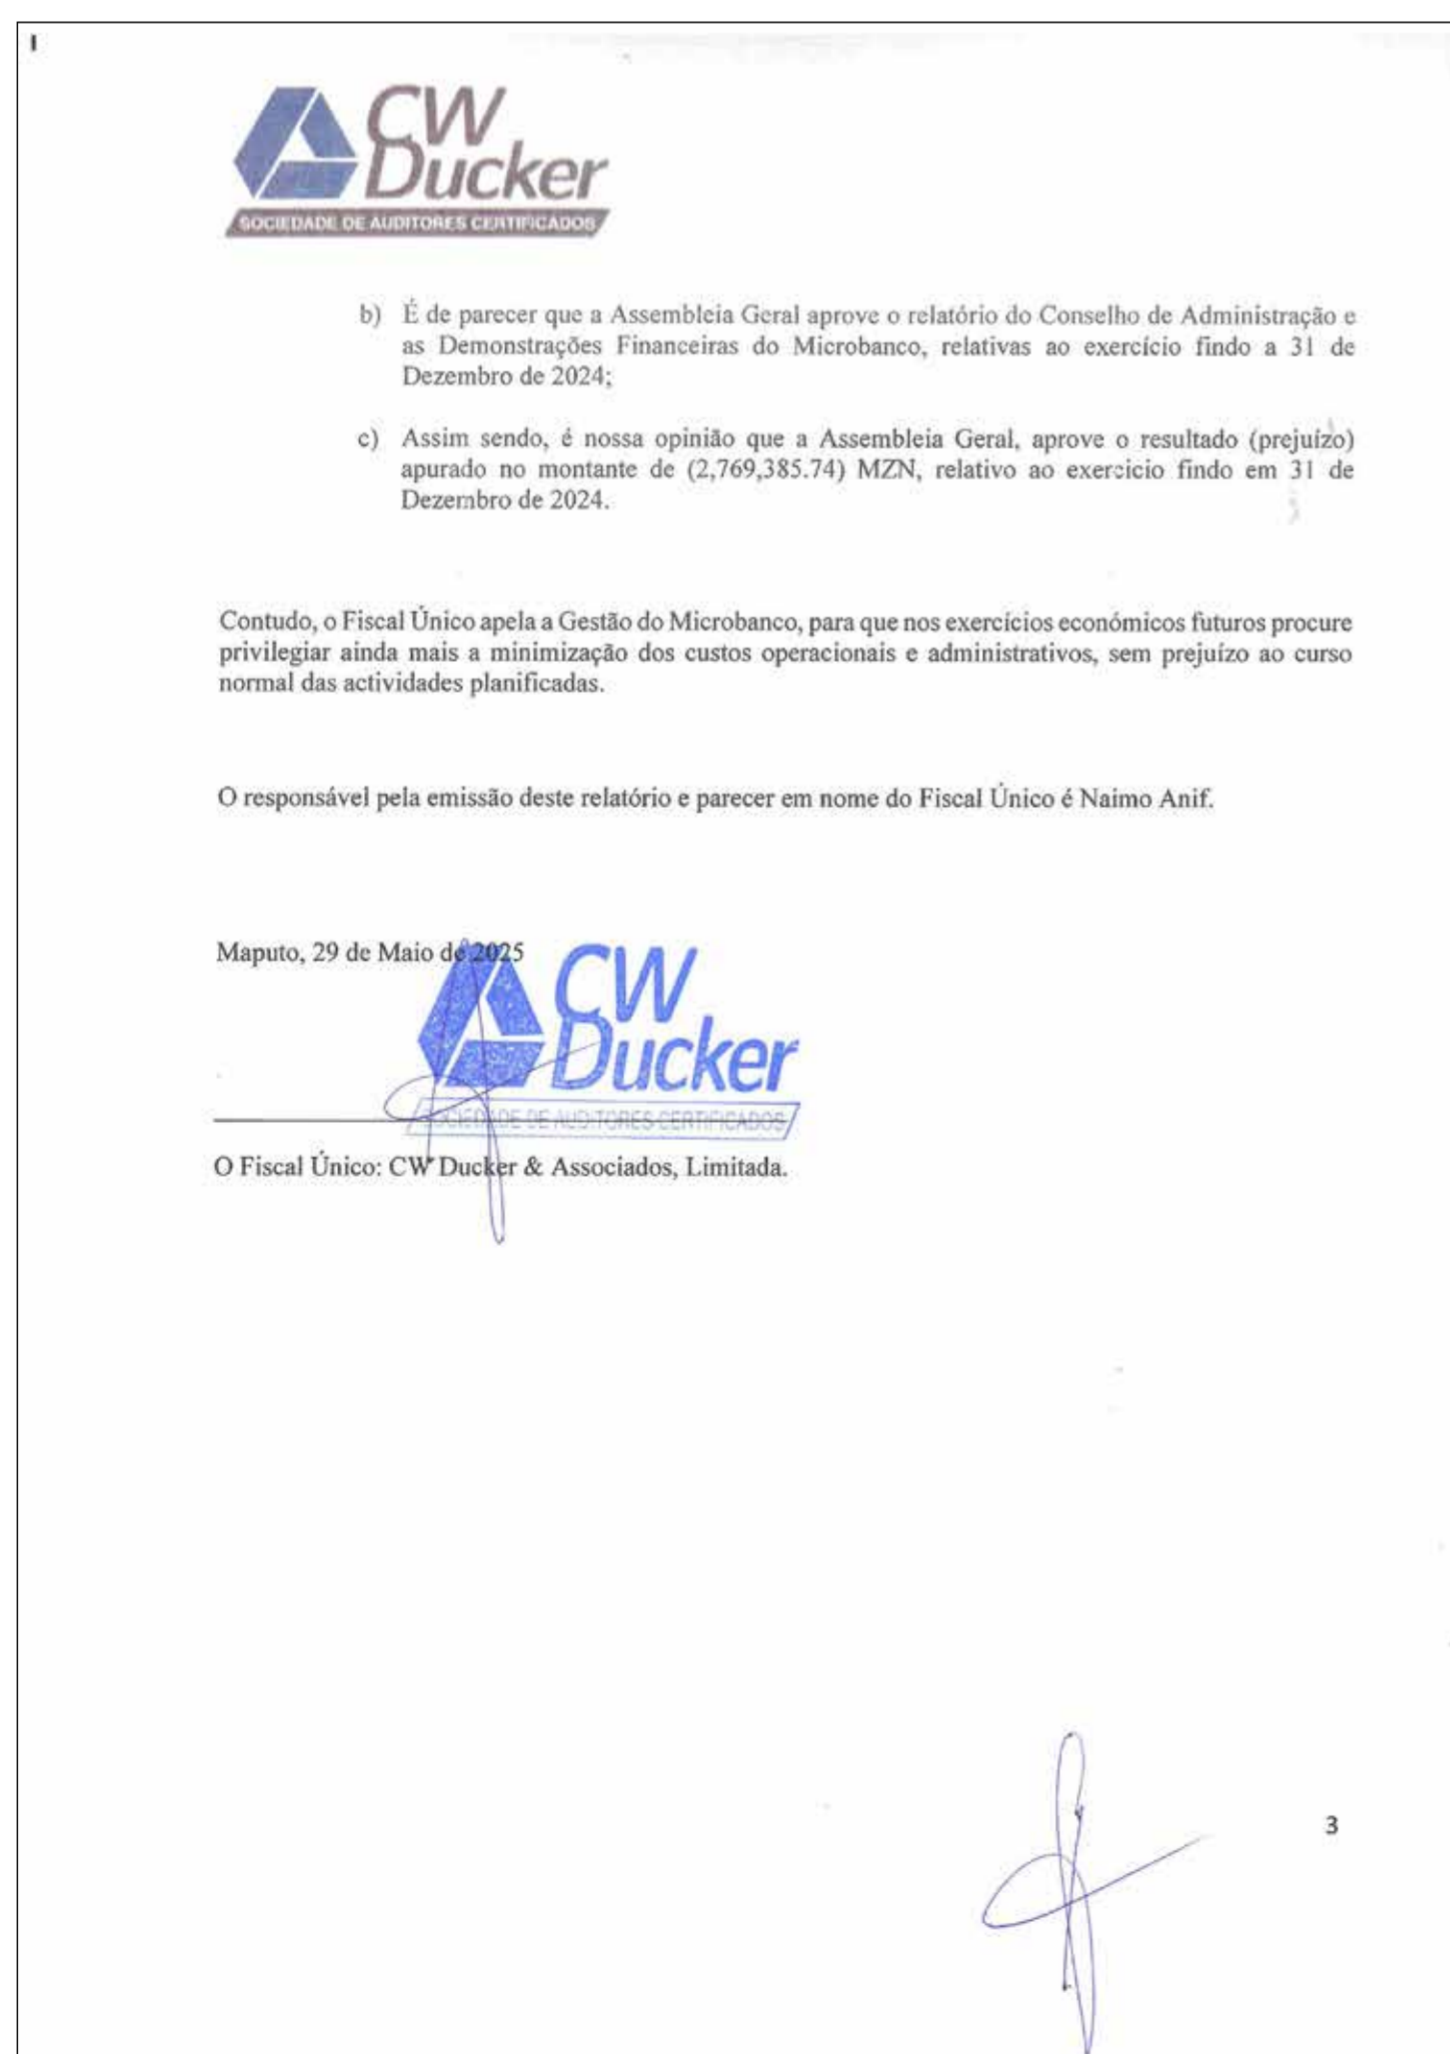 CW
Ducker
SOCIEDADE DE AUDITORES CERTIFICADOS
b) É de parecer que a Assembleia Geral aprove o relatório do Conselho de Administração e
as Demonstrações Financeiras do Microbanco, relativas ao exercício findo a 31 de
Dezembro de 2024;
c) Assim sendo, é nossa opinião que a Assembleia Geral, aprove o resultado (prejuízo)
apurado no montante de (2,769,385.74) MZN, relativo ao exercicio findo em 31 de
Dezembro de 2024.
Contudo, o Fiscal Único apela a Gestão do Microbanco, para que nos exercícios económicos futuros procure
privilegiar ainda mais a minimização dos custos operacionais e administrativos, sem prejuízo ao curso
normal das actividades planificadas.
O responsável pela emissão deste relatório e parecer em nome do Fiscal Único é Naimo Anif.
Maputo, 29 de Maio de 2025
CW
Ducker
SOCIEDADE DE AUDITORES CERTIFICADOS
O Fiscal Único: CW Ducker & Associados, Limitada.
3